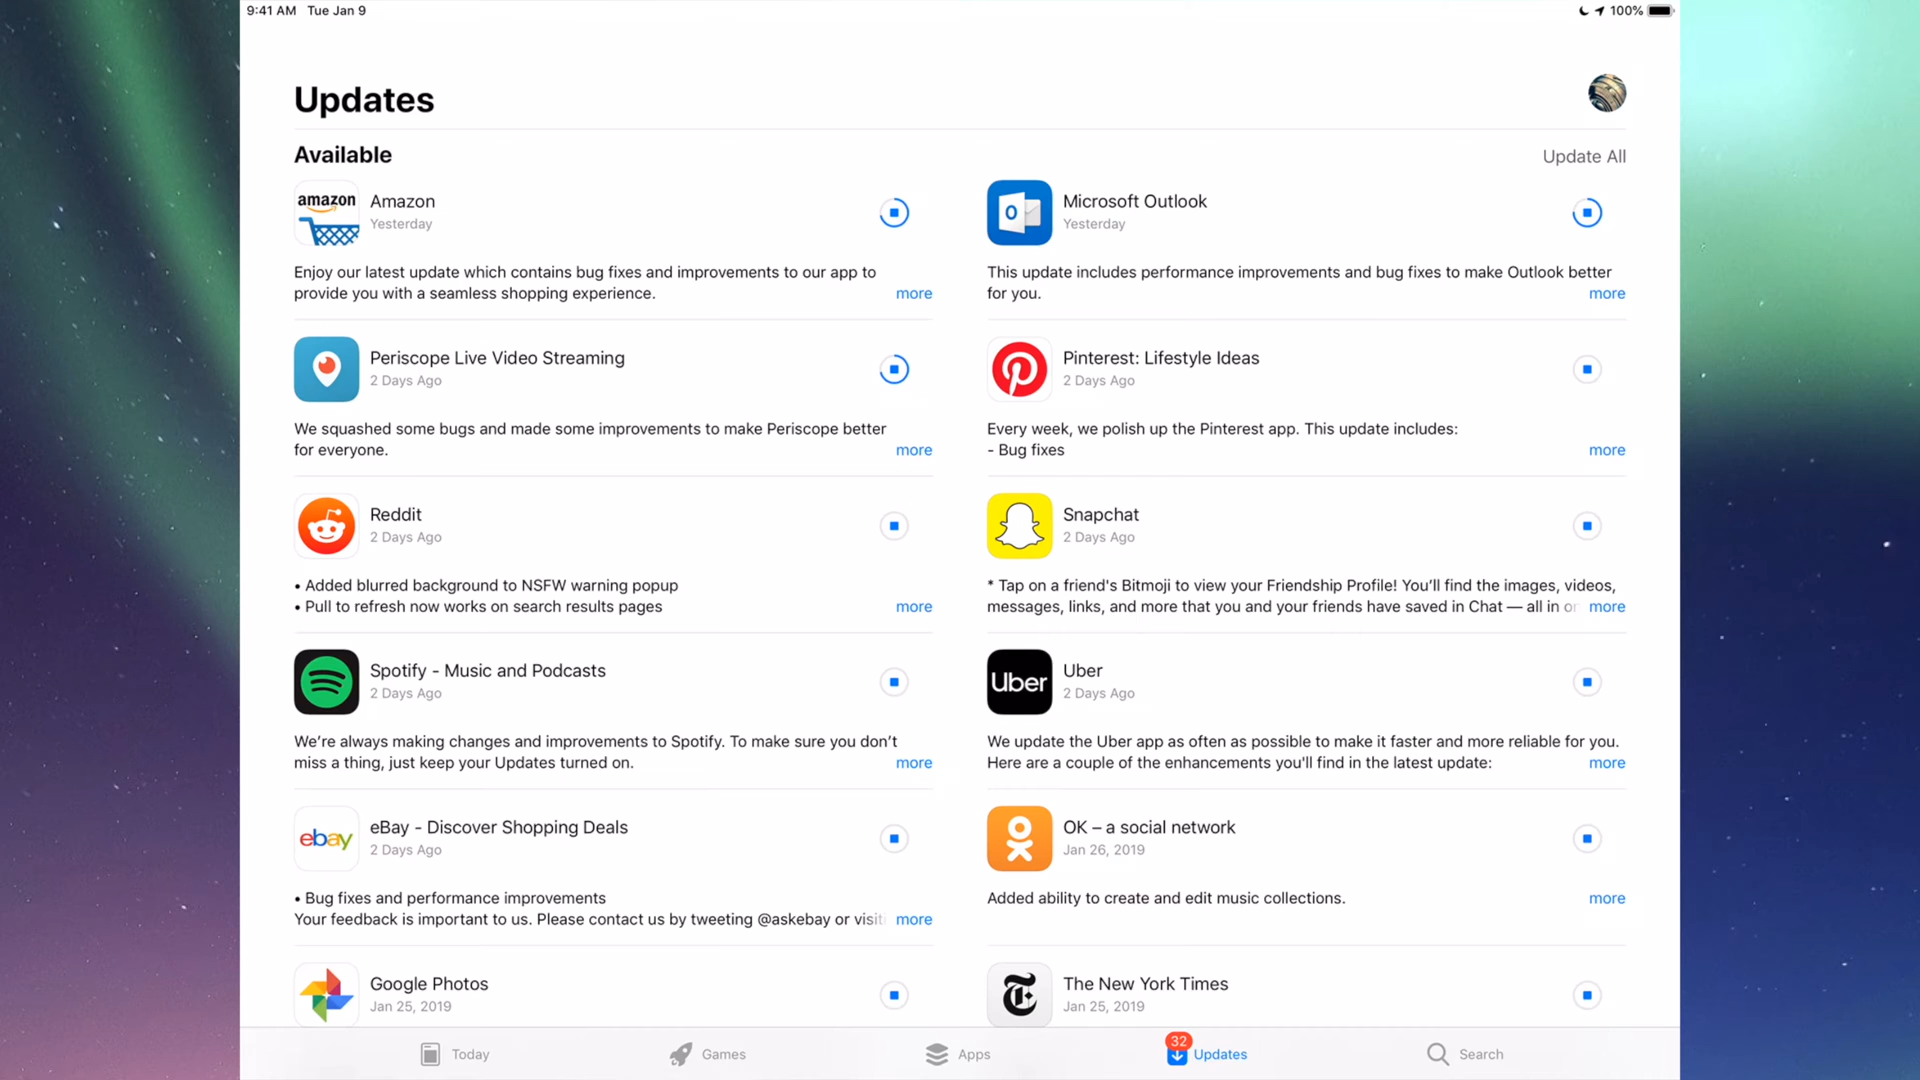 9:41 AM Tue Jan 9
100%
Updates
Available
Update All
amazon
Amazon
Yesterday
Enjoy our latest update which contains bug fixes and improvements to our app to
provide you with a seamless shopping experience.
more
Microsoft Outlook
Yesterday
This update includes performance improvements and bug fixes to make Outlook better
for you.
more
Periscope Live Video Streaming
2 Days Ago
We squashed some bugs and made some improvements to make Periscope better
for everyone.
more
Pinterest: Lifestyle Ideas
2 Days Ago
Every week, we polish up the Pinterest app. This update includes:
- Bug fixes
more
Reddit
2 Days Ago
• Added blurred background to NSFW warning popup
• Pull to refresh now works on search results pages
more
Snapchat
2 Days Ago
* Tap on a friend's Bitmoji to view your Friendship Profile! You’ll find the images, videos,
messages, links, and more that you and your friends have saved in Chat — all in or
more
Spotify - Music and Podcasts
2 Days Ago
We’re always making changes and improvements to Spotify. To make sure you don’t
miss a thing, just keep your Updates turned on.
more
Uber
Uber
2 Days Ago
We update the Uber app as often as possible to make it faster and more reliable for you.
Here are a couple of the enhancements you'll find in the latest update:
more
ebay
eBay - Discover Shopping Deals
2 Days Ago
• Bug fixes and performance improvements
Your feedback is important to us. Please contact us by tweeting @askebay or visiti
more
OK – a social network
Jan 26, 2019
Added ability to create and edit music collections.
more
Google Photos
Jan 25, 2019
The New York Times
Jan 25, 2019
Today
Games
Apps
32
Updates
Search